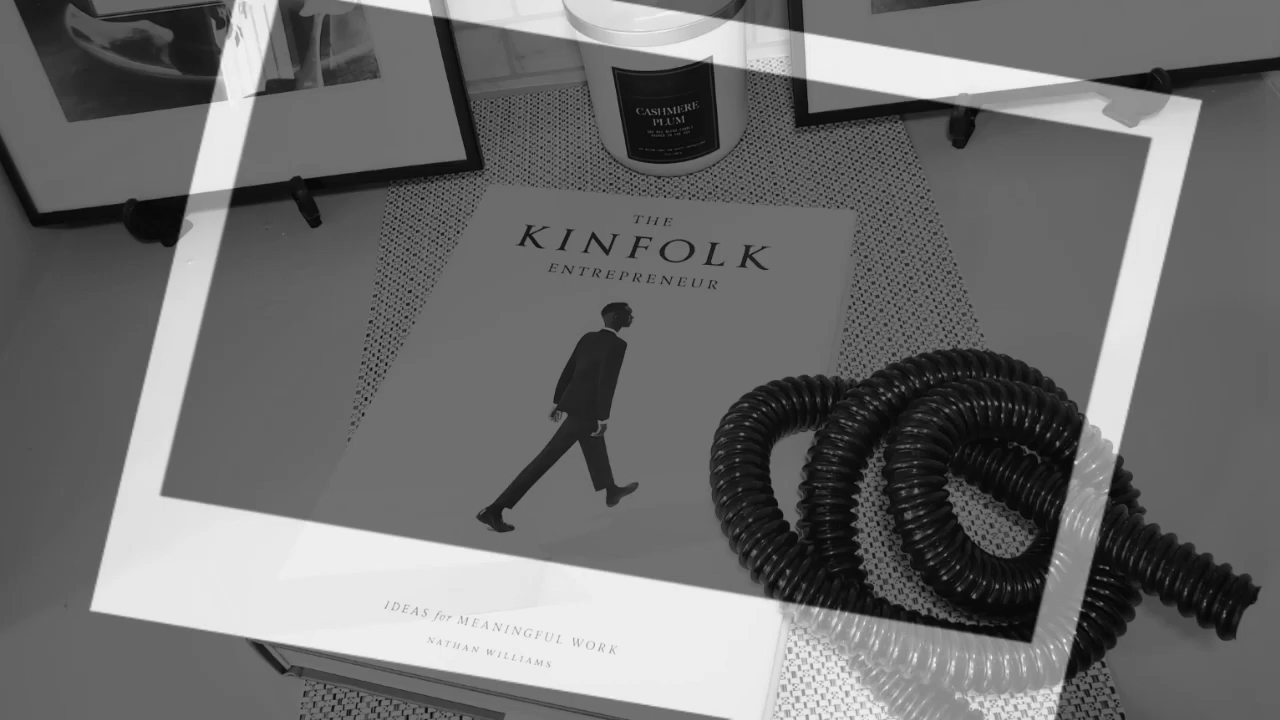 CASHMERE
PLUM
THE
KINFOLK
ENTREPRENEUR
IDEAS for MEANINGFUL WORK
NATHAN WILLIAMS